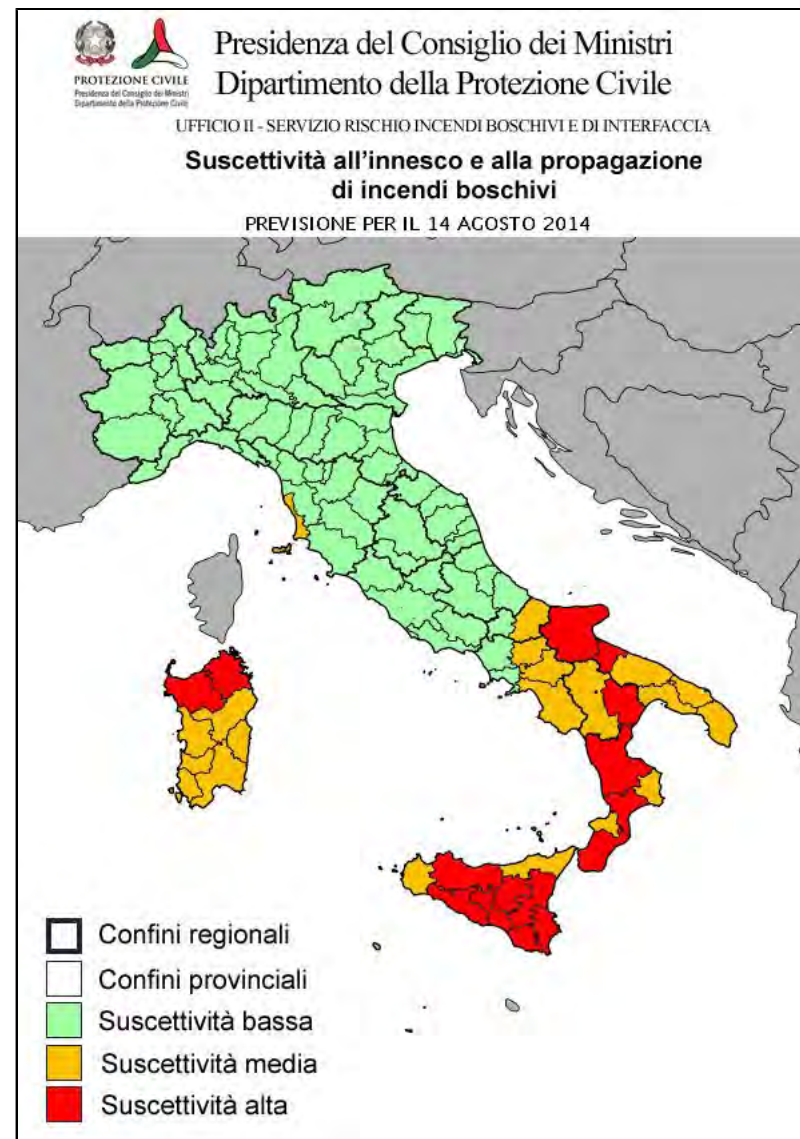 Presidenza del Consiglio dei Ministri
Dipartimento della Protezione Civile
PROTEZIONE CIVILE
Presidenza del Consiglio dei Ministri
Dipartimento della Protezione Civile
UFFICIO II - SERVIZIO RISCHIO INCENDI BOSCHIVI E DI INTERFACCIA
Suscettività all'innesco e alla propagazione
di incendi boschivi
PREVISIONE PER IL 14 AGOSTO 2014
Confini regionali
Confini provinciali
Suscettività bassa
Suscettività media
Suscettività alta